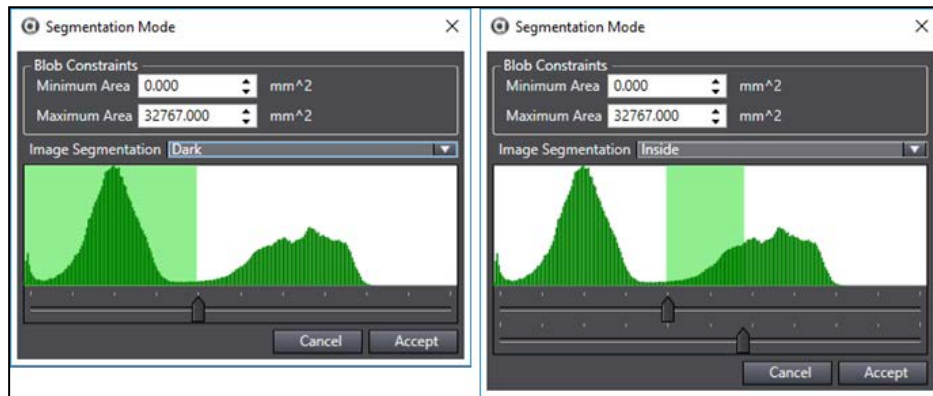 Segmentation Mode
Blob Constraints
Minimum Area 0.000 mm^2
Maximum Area 32767.000 mm^2
Image Segmentation Dark
Cancel Accept
Segmentation Mode
Blob Constraints
Minimum Area 0.000 mm^2
Maximum Area 32767.000 mm^2
Image Segmentation Inside
Cancel Accept